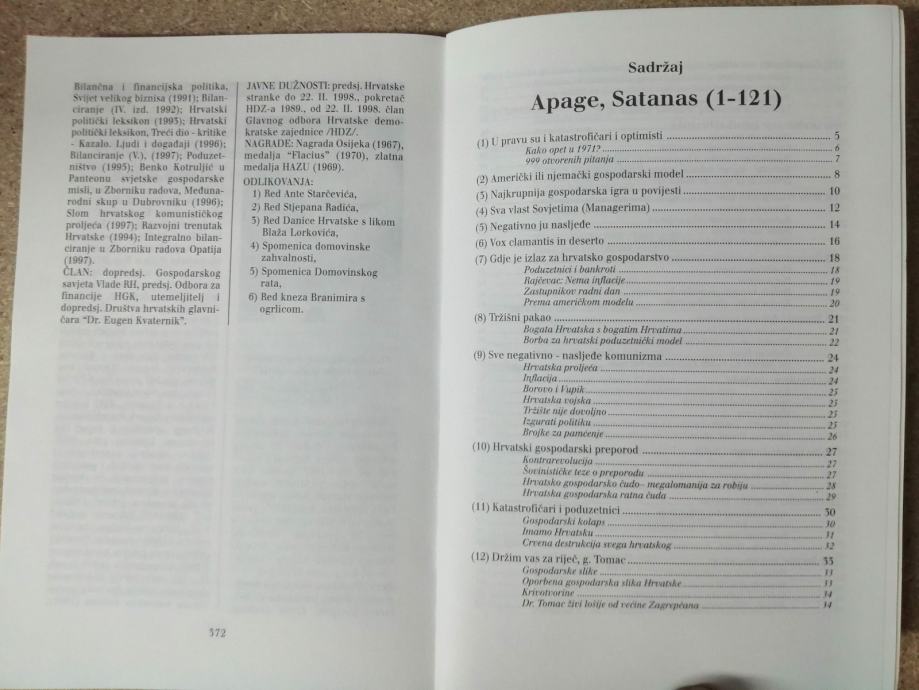 Bilančna i financijska politika,
Svijet velikog biznisa (1991); Bilan-
ciranje (IV. izd. 1992); Hrvatski
politički leksikon (1993); Hrvatski
politički leksikon, Treći dio - kritike
- Kazalo. Ljudi i događaji (1996);
Bilanciranje (V.), (1997); Poduzet-
ništvo (1995); Benko Kotruljić u
Panteonu svjetske gospodarske
misli, u Zborniku radova, Međuna-
rodni skup u Dubrovniku (1996);
Slom hrvatskog komunističkog
proljeća (1997); Razvojni trenutak
Hrvatske (1994); Integralno bilan-
ciranje u Zborniku radova Opatija
(1997).
ČLAN: dopredsj. Gospodarskog
savjeta Vlade RH, predsj. Odbora za
financije HGK, utemeljitelj i
dopredsj. Društva hrvatskih glavni-
čara "Dr. Eugen Kvaternik".
JAVNE DUŽNOSTI: predsj. Hrvatske
stranke do 22. II. 1998., pokretač
HDZ-a 1989., od 22. II. 1998. član
Glavnog odbora Hrvatske demo-
kratske zajednice /HDZ/.
NAGRADE: Nagrada Osijeka (1967),
medalja "Flacius" (1970), zlatna
medalja HAZU (1969).
ODLIKOVANJA:
1) Red Ante Starčevića,
2) Red Stjepana Radića,
3) Red Danice Hrvatske s likom
Blaža Lorkovića,
4) Spomenica domovinske
zahvalnosti,
5) Spomenica Domovinskog
rata,
6) Red kneza Branimira s
ogrlicom.
372
Sadržaj
Apage, Satanas (1-121)
(1) U pravu su i katastrofičari i optimisti ... 5
Kako opet u 1971? ... 6
999 otvorenih pitanja ... 7
(2) Američki ili njemački gospodarski model ... 8
(3) Najkrupnija gospodarska igra u povijesti ... 10
(4) Sva vlast Sovjetima (Managerima) ... 12
(5) Negativno ju nasljeđe ... 14
(6) Vox clamantis in deserto ... 16
(7) Gdje je izlaz za hrvatsko gospodarstvo ... 18
Poduzetnici i bankroti ... 18
Rajčevac: Nema inflacije ... 19
Zastupnikov radni dan ... 19
Prema američkom modelu ... 20
(8) Tržišni pakao ... 21
Bogata Hrvatska s bogatim Hrvatima ... 21
Borba za hrvatski poduzetnički model ... 22
(9) Sve negativno - nasljeđe komunizma ... 24
Hrvatska proljeća ... 24
Inflacija ... 24
Borovo i Vupik ... 25
Hrvatska vojska ... 25
Tržište nije dovoljno ... 25
Izgurati politiku ... 25
Brojke za pamćenje ... 26
(10) Hrvatski gospodarski preporod ... 27
Kontrarevolucija ... 27
Šovinističke teze o preporodu ... 27
Hrvatsko gospodarsko čudo– megalomanija za robiju ... 28
Hrvatska gospodarska ratna čuda ... 29
(11) Katastrofičari i poduzetnici ... 30
Gospodarski kolaps ... 30
Imamo Hrvatsku ... 31
Crvena destrukcija svega hrvatskog ... 32
(12) Držim vas za riječ, g. Tomac ... 33
Gospodarske slike ... 33
Oporbena gospodarska slika Hrvatske ... 33
Krivotvorine ... 34
Dr. Tomac živi lošije od većine Zagrepčana ... 34